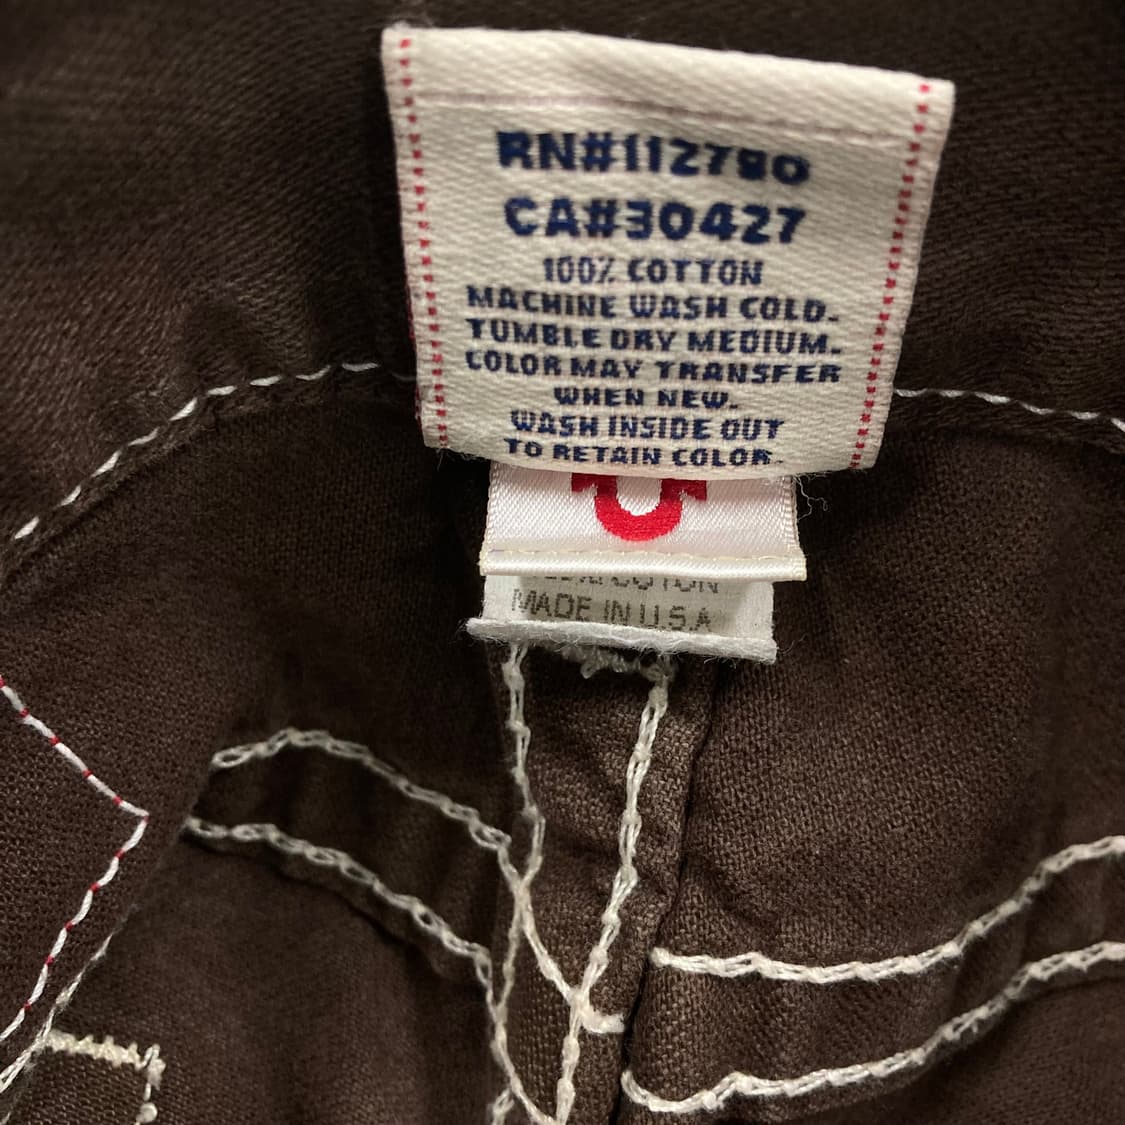 RN#112790
CA#30427
100% COTTON
MACHINE WASH COLD.
TUMBLE DRY MEDIUM.
COLOR MAY TRANSFER
WHEN NEW.
WASH INSIDE OUT
TO RETAIN COLOR.
COTTON
MADE IN U.S.A